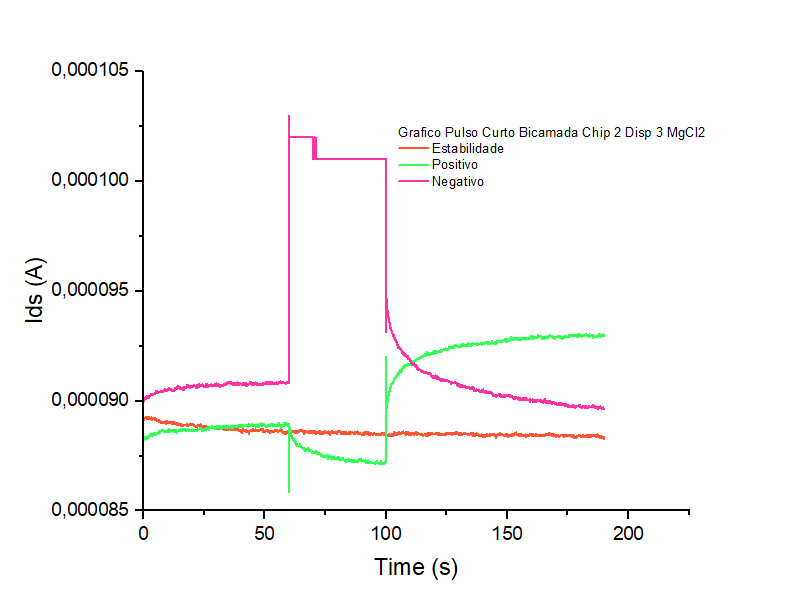 0,000105
0,000100
0,000095
0,000090
0,000085
Ids (A)
Grafico Pulso Curto Bicamada Chip 2 Disp 3 MgCl2
Estabilidade
Positivo
Negativo
0 50 100 150 200
Time (s)